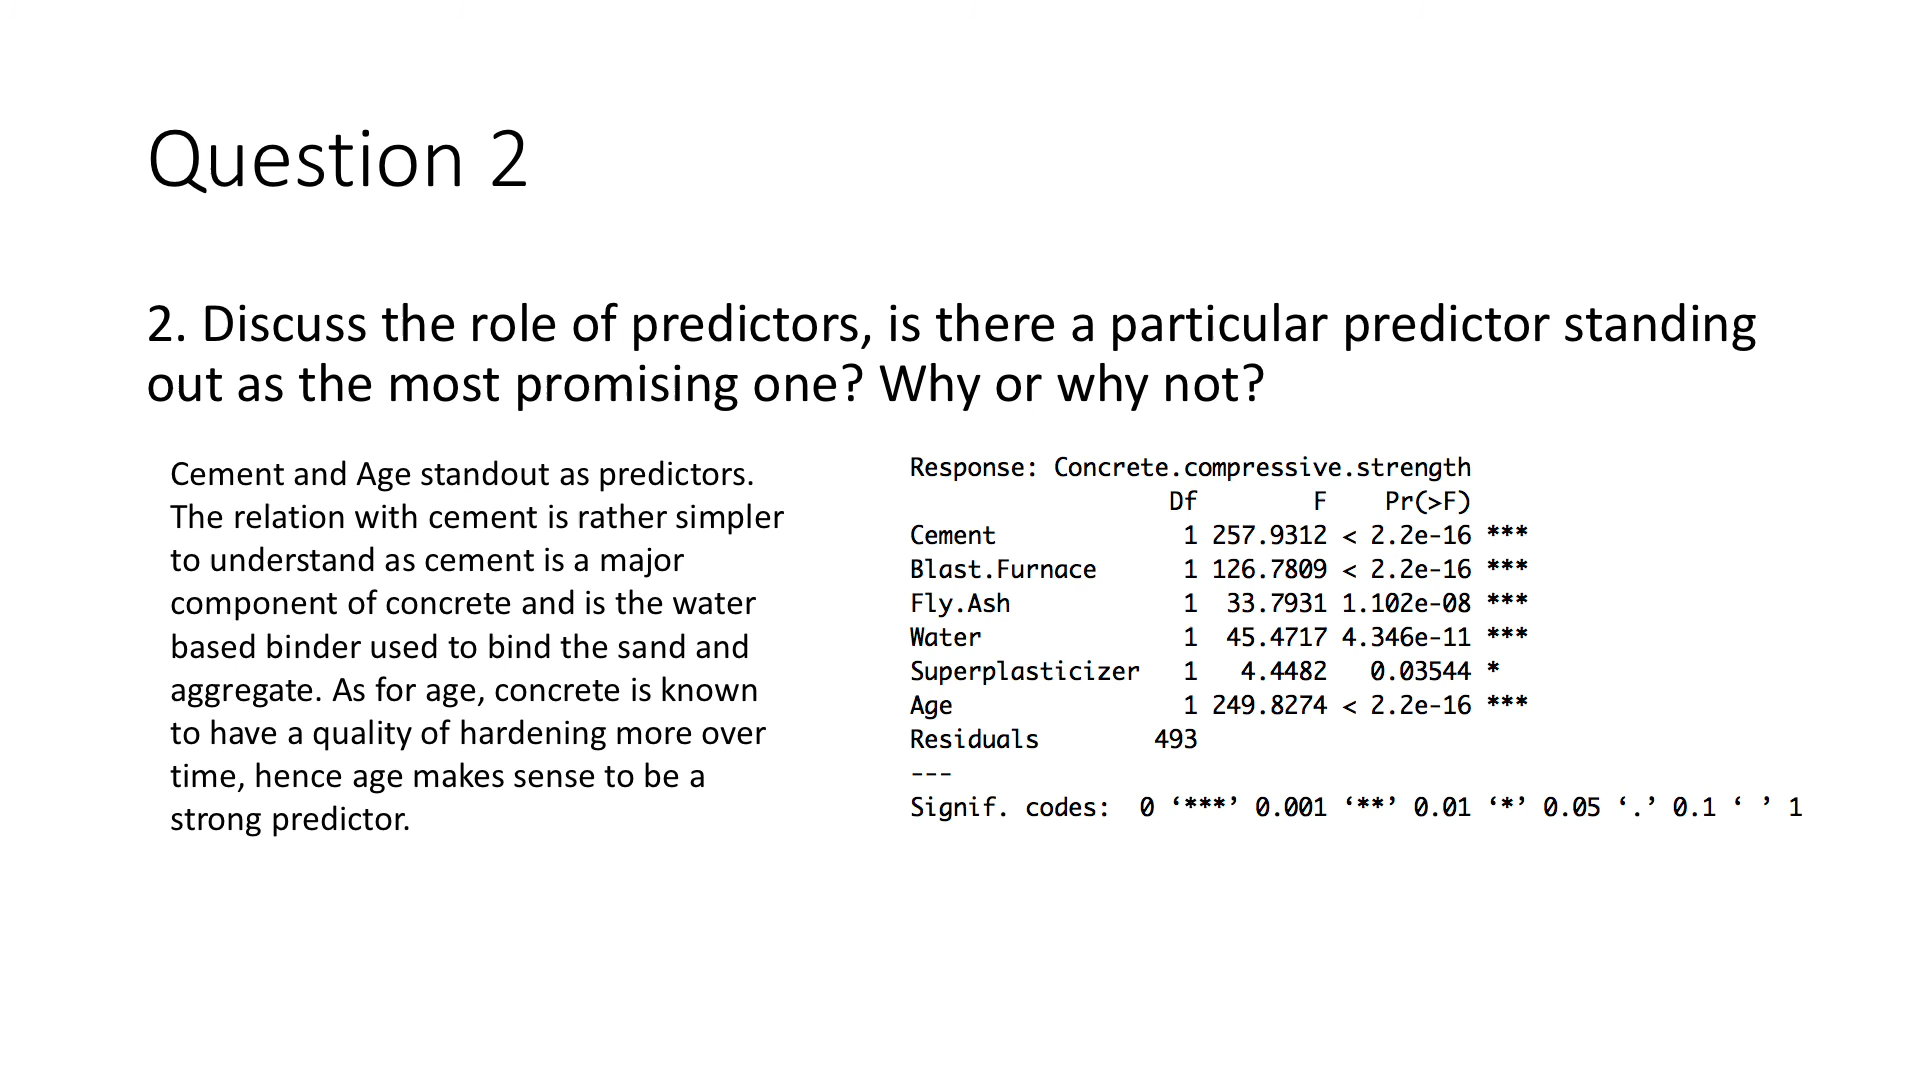 Question 2
2. Discuss the role of predictors, is there a particular predictor standing
out as the most promising one? Why or why not?
Cement and Age standout as predictors.
The relation with cement is rather simpler
to understand as cement is a major
component of concrete and is the water
based binder used to bind the sand and
aggregate. As for age, concrete is known
to have a quality of hardening more over
time, hence age makes sense to be a
strong predictor.
Response: Concrete.compressive.strength
Df F Pr(>F)
Cement 1 257.9312 < 2.2e-16 ***
Blast.Furnace 1 126.7809 < 2.2e-16 ***
Fly.Ash 1 33.7931 1.102e-08 ***
Water 1 45.4717 4.346e-11 ***
Superplasticizer 1 4.4482 0.03544 *
Age 1 249.8274 < 2.2e-16 ***
Residuals 493
---
Signif. codes: 0 ‘***’ 0.001 ‘**’ 0.01 ‘*’ 0.05 ‘.’ 0.1 ‘ ’ 1